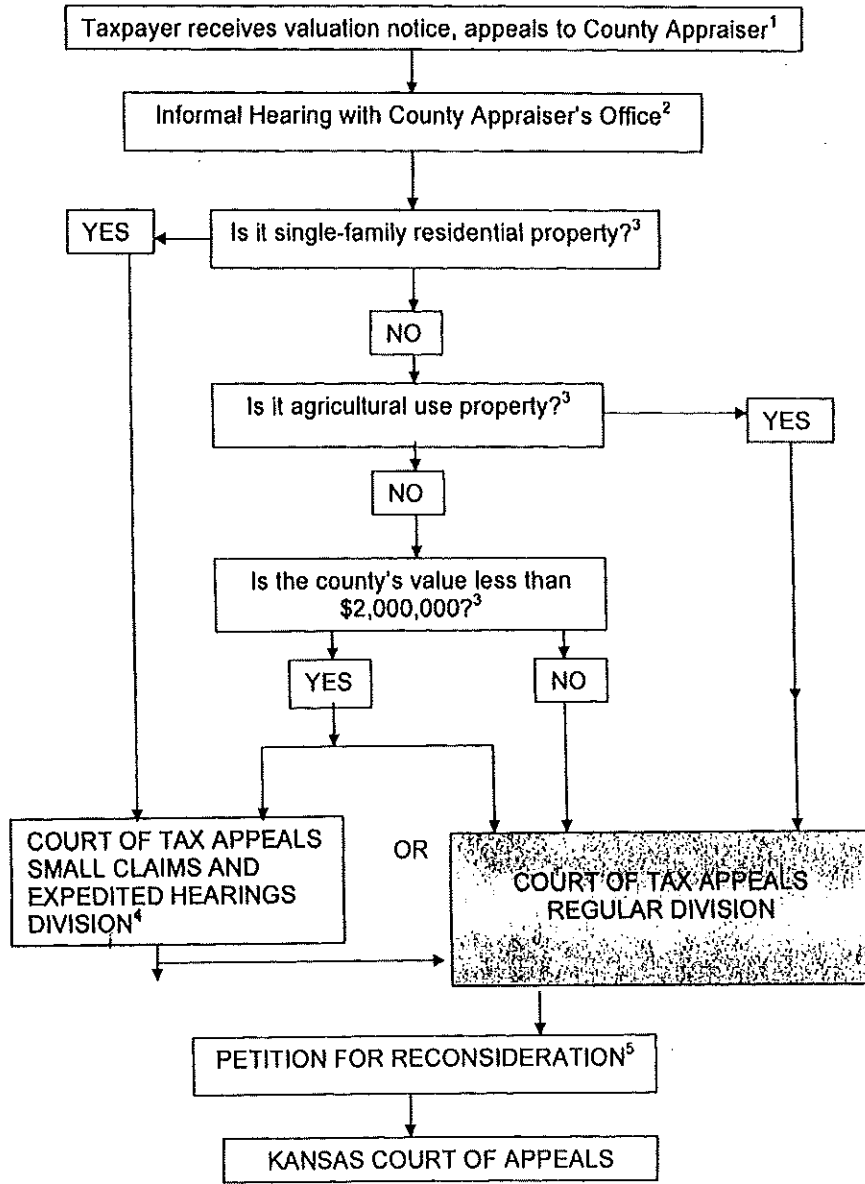 Taxpayer receives valuation notice, appeals to County Appraiser¹
Informal Hearing with County Appraiser's Office²
YES
Is it single-family residential property?³
NO
Is it agricultural use property?³
YES
NO
Is the county's value less than
$2,000,000?³
YES
NO
COURT OF TAX APPEALS
SMALL CLAIMS AND
EXPEDITED HEARINGS
DIVISION⁴
OR
COURT OF TAX APPEALS
REGULAR DIVISION
PETITION FOR RECONSIDERATION⁵
KANSAS COURT OF APPEALS